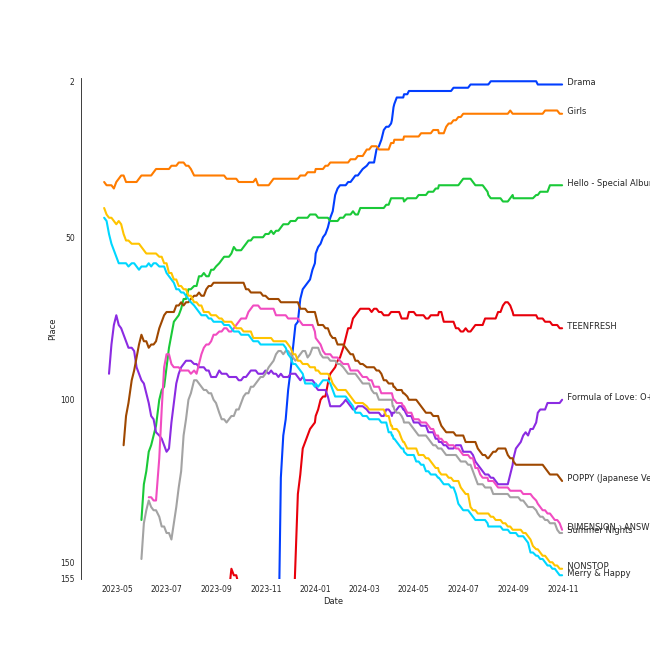 2
50
100
150
155
Place
2023-05
2023-07
2023-09
2023-11
2024-01
2024-03
2024-05
2024-07
2024-09
2024-11
Date
Drama
Girls
Hello - Special Albu
TEENFRESH
Formula of Love: O+
POPPY (Japanese Ve
DIMENSION : ANSW
Summer Nights
NONSTOP
Merry & Happy